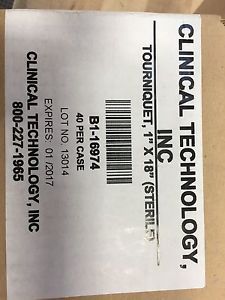 CLINICAL TECHNOLOGY,
INC
TOURNIQUET, 1" X 18" (STERILE)
B1-16974
40 PER CASE
LOT NO. 13014
EXPIRES: 01 /2017
CLINICAL TECHNOLOGY, INC
800-227-1965